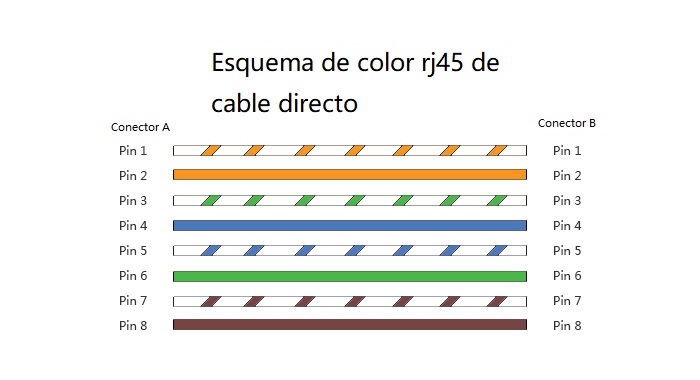 Esquema de color rj45 de
cable directo
Conector A
Conector B
Pin 1
Pin 1
Pin 2
Pin 2
Pin 3
Pin 3
Pin 4
Pin 4
Pin 5
Pin 5
Pin 6
Pin 6
Pin 7
Pin 7
Pin 8
Pin 8